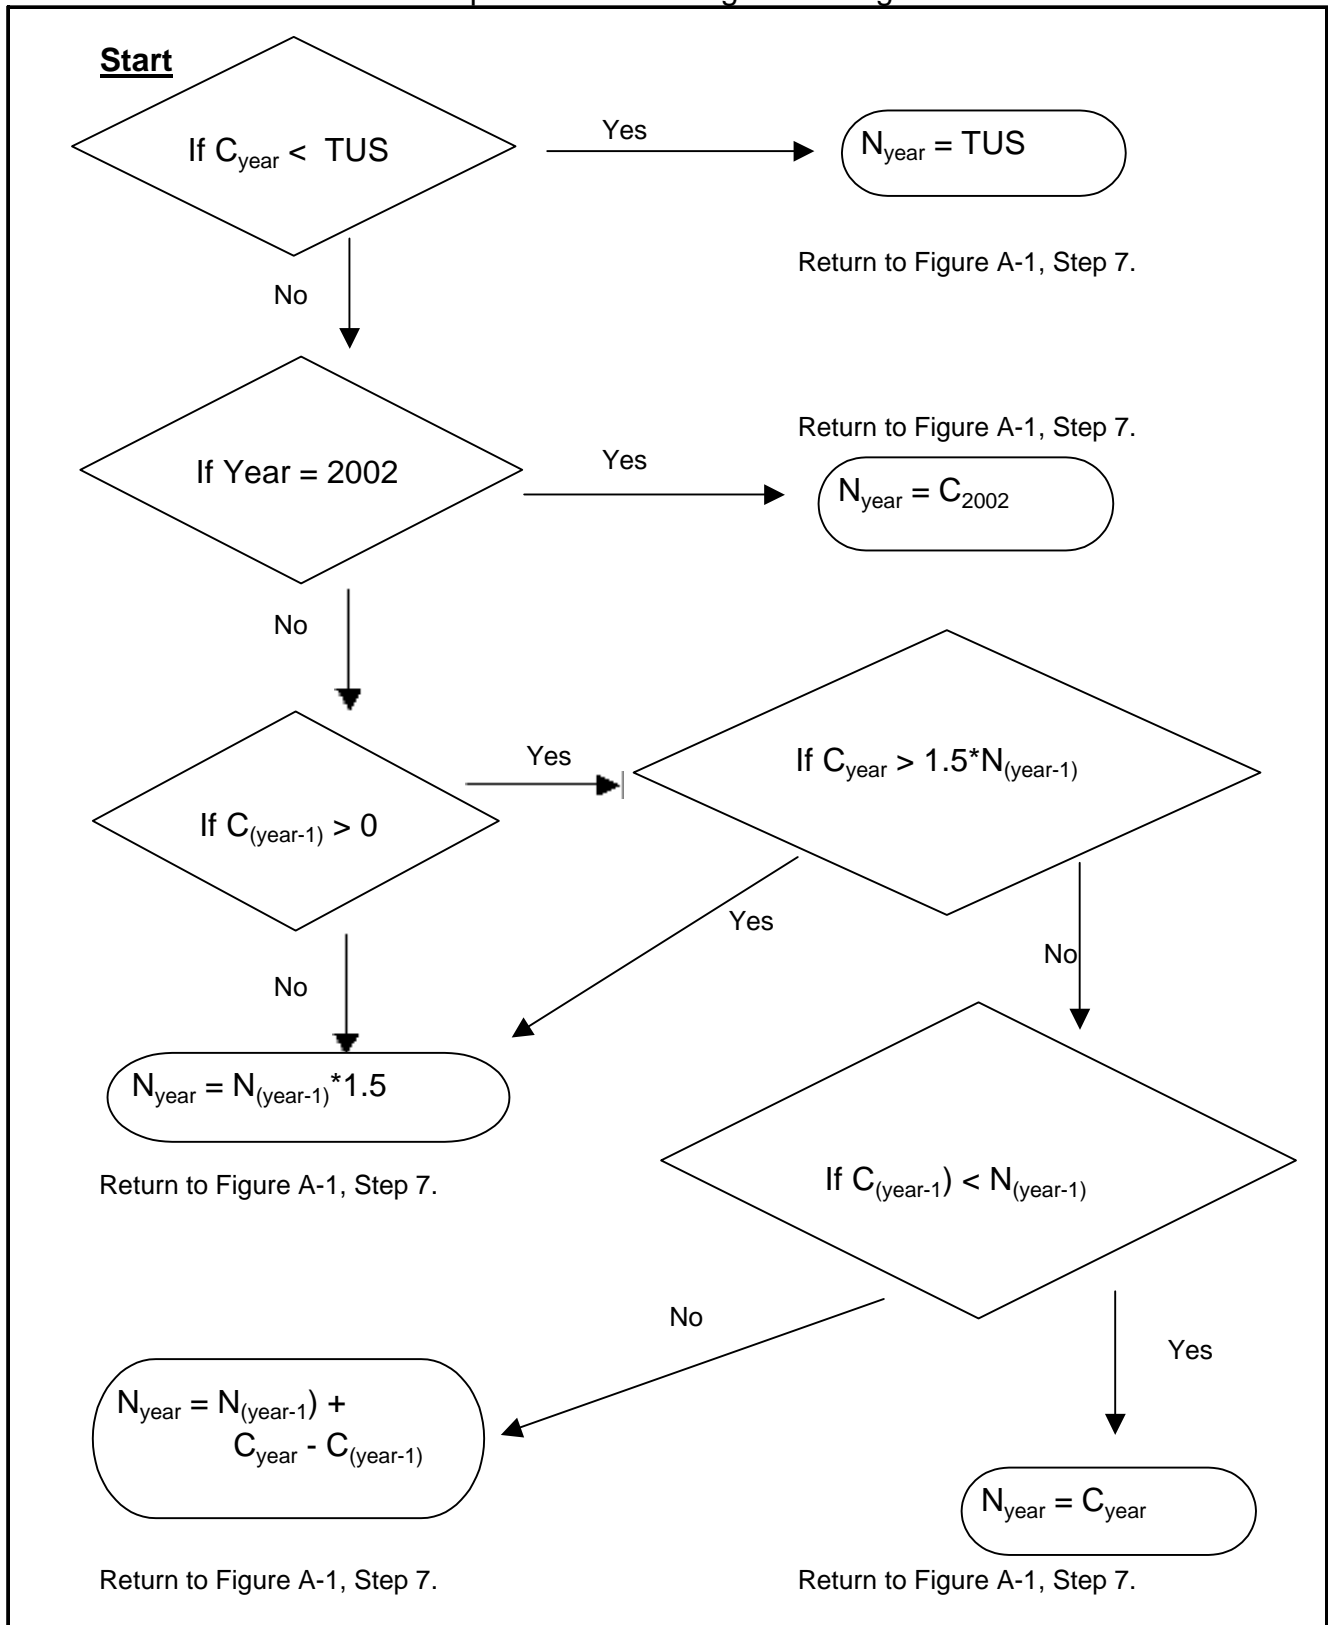 Start
If Cyear < TUS
Yes
Nyear = TUS
Return to Figure A-1, Step 7.
No
If Year = 2002
Yes
Return to Figure A-1, Step 7.
Nyear = C2002
No
If C(year-1) > 0
Yes
If Cyear > 1.5*N(year-1)
Yes
No
No
Nyear = N(year-1)*1.5
Return to Figure A-1, Step 7.
If C(year-1) < N(year-1)
No
Yes
Nyear = N(year-1) +
Cyear - C(year-1)
Return to Figure A-1, Step 7.
Nyear = Cyear
Return to Figure A-1, Step 7.